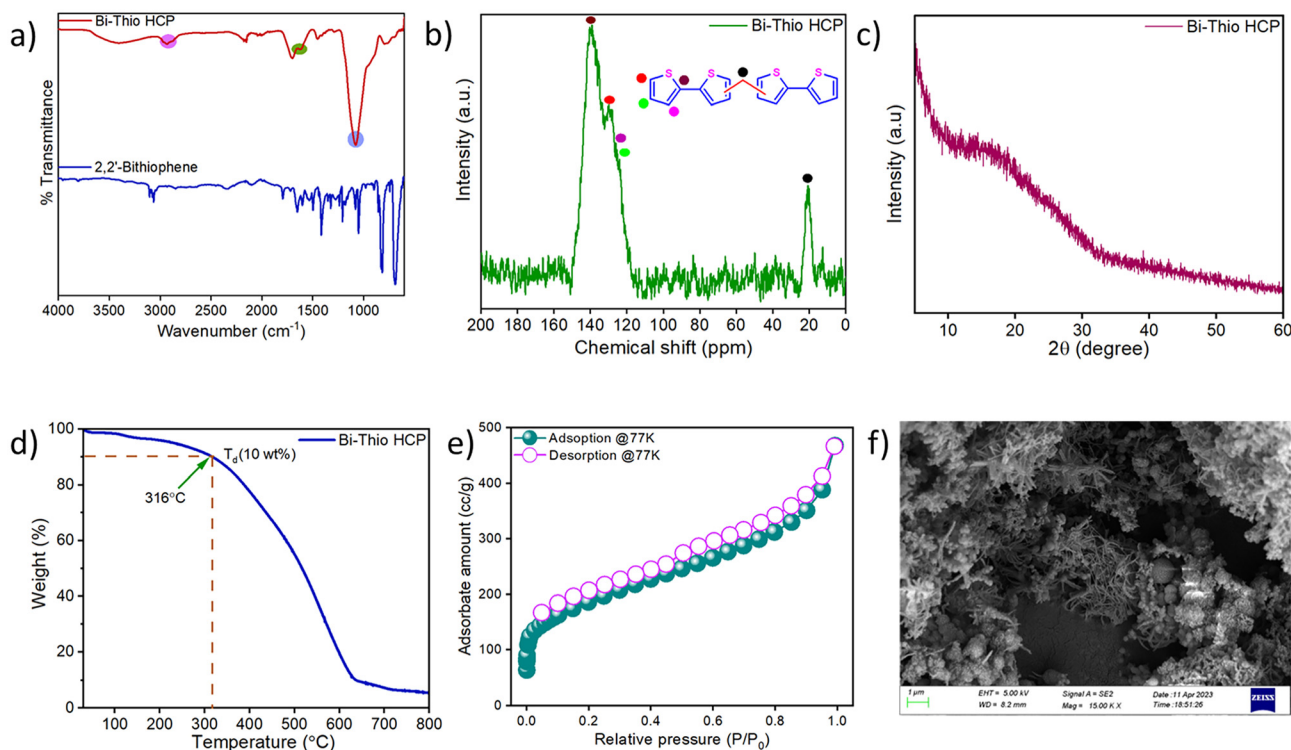 a)
Bi-Thio HCP
2,2'-Bithiophene
% Transmittance
4000 3500 3000 2500 2000 1500 1000
Wavenumber (cm⁻¹)
b)
Bi-Thio HCP
S S S S
Intensity (a.u.)
200 180 160 140 120 100 80 60 40 20 0
Chemical shift (ppm)
c)
Bi-Thio HCP
Intensity (a.u)
10 20 30 40 50 60
2θ (degree)
d)
Bi-Thio HCP
T_d(10 wt%)
316°C
Weight (%)
100
80
60
40
20
0
100 200 300 400 500 600 700 800
Temperature (°C)
e)
Adsoption @77K
Desorption @77K
Adsorbate amount (cc/g)
500
400
300
200
100
0
0.0 0.2 0.4 0.6 0.8 1.0
Relative pressure (P/P₀)
f)
1 µm
EHT = 5.00 kV Signal A = SE2 Date :11 Apr 2023
WD = 8.2 mm Mag = 15.00 K X Time :18:51:26
ZEISS